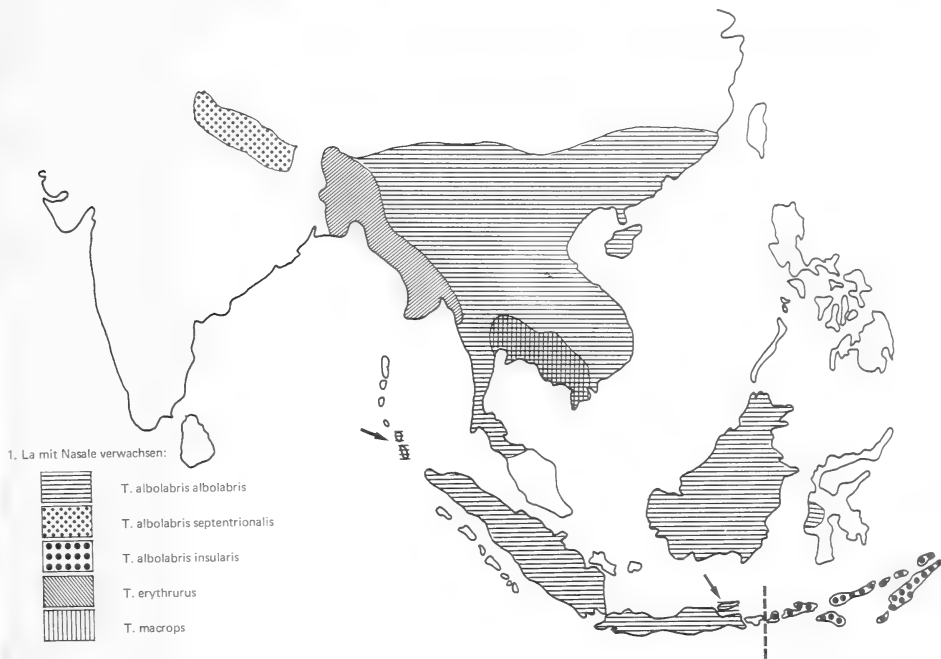 1. La mit Nasale verwachsen:
T. albolabris albolabris
T. albolabris septentrionalis
T. albolabris insularis
T. erythrurus
T. macrops